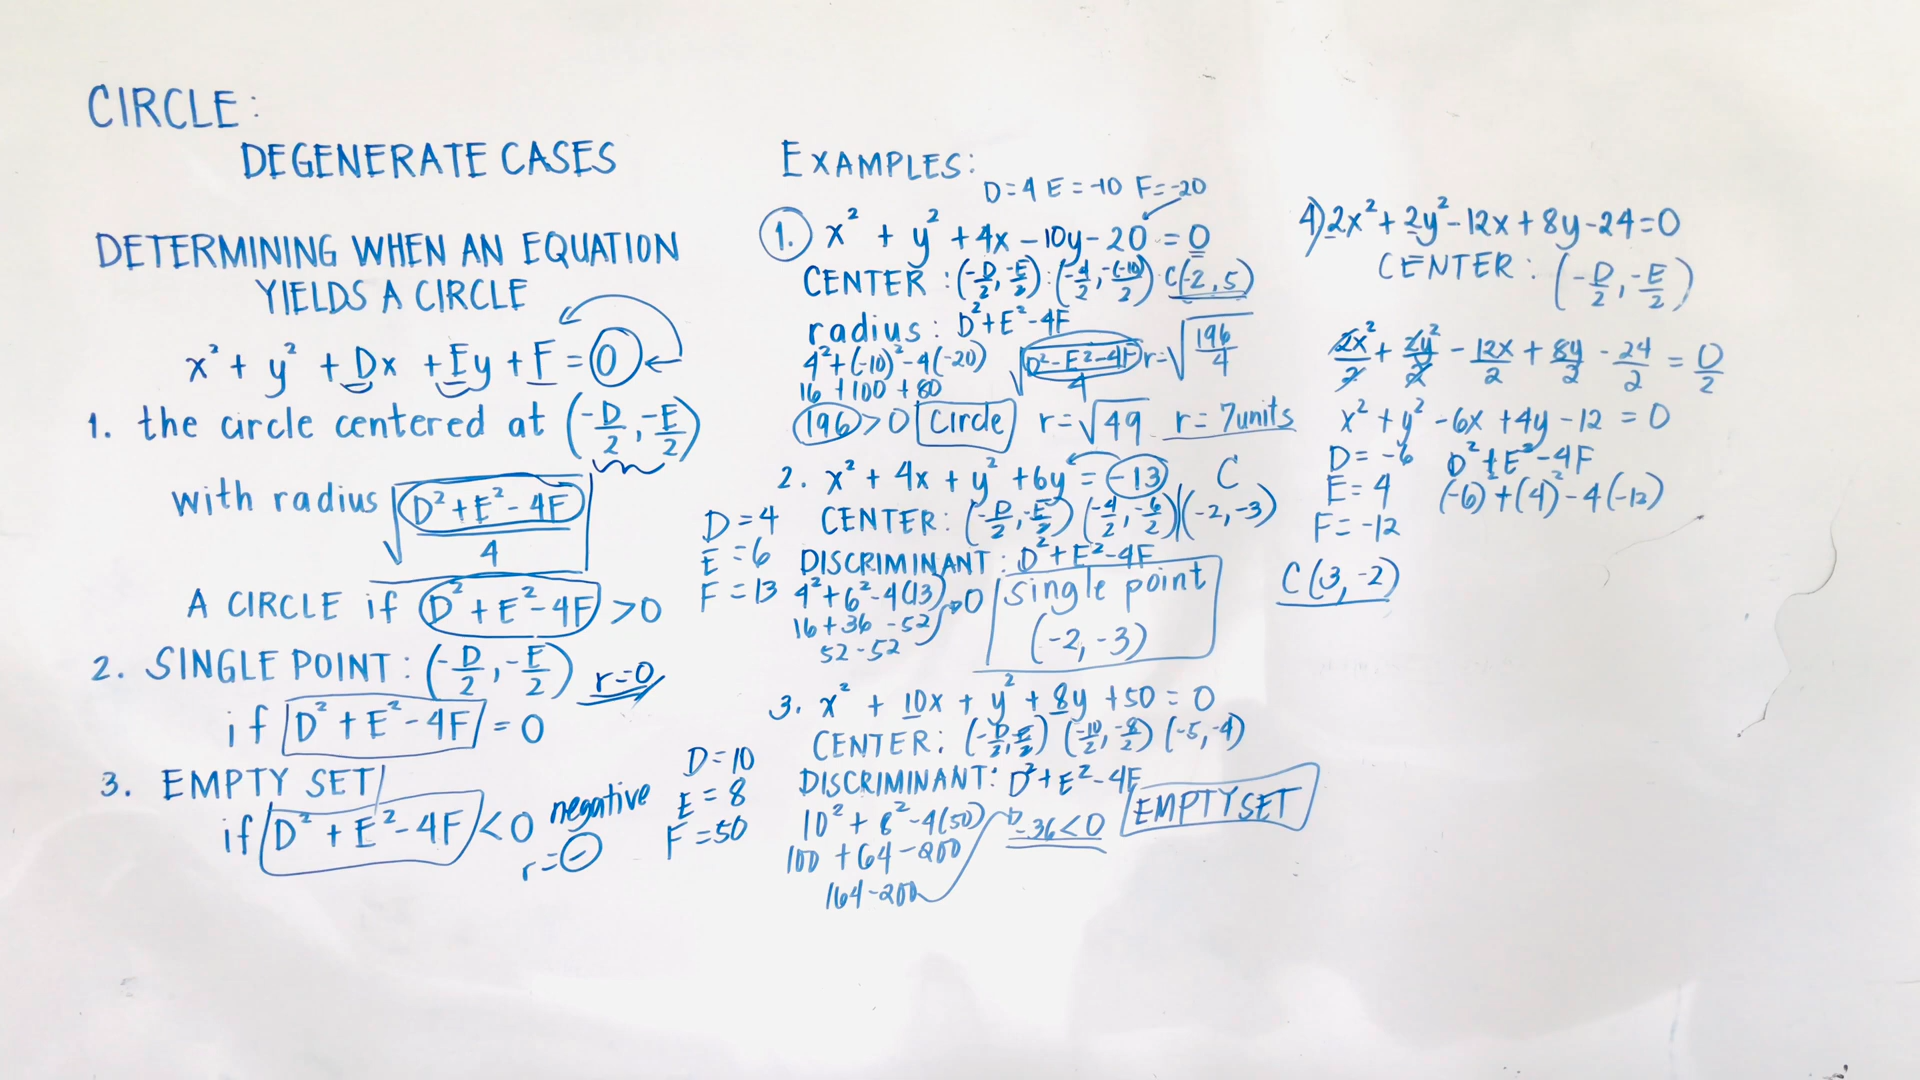 CIRCLE:
DEGENERATE CASES
DETERMINING WHEN AN EQUATION
YIELDS A CIRCLE
x² + y² + Dx + Ey + F = 0
1. the circle centered at (-D/2, -E/2)
with radius √((D² + E² - 4F)/4)
A CIRCLE if D² + E² - 4F > 0
2. SINGLE POINT: (-D/2, -E/2) r=0
if D² + E² - 4F = 0
3. EMPTY SET
if D² + E² - 4F < 0 negative
r = -
EXAMPLES:
D=4 E=-10 F=-20
1. x² + y² + 4x - 10y - 20 = 0
CENTER: (-D/2, -E/2) : (-4/2, -(-10)/2) C(-2, 5)
radius: D² + E² - 4F
4² + (-10)² - 4(-20) √((D² - E² - 4F)/4) r = √(196/4)
16 + 100 + 80
196 > 0 Circle r = √49 r = 7units
2. x² + 4x + y² + 6y = -13 C
D = 4 CENTER: (-D/2, -E/2) (-4/2, -6/2) (-2, -3)
E = 6 DISCRIMINANT: D² + E² - 4F
F = 13 4² + 6² - 4(13) 0 single point
16 + 36 - 52 (-2, -3)
52 - 52
3. x² + 10x + y² + 8y + 50 = 0
CENTER: (-D/2, -E/2) (-10/2, -8/2) (-5, -4)
D = 10 DISCRIMINANT: D² + E² - 4F
E = 8 10² + 8² - 4(50) -36 < 0 EMPTY SET
F = 50 100 + 64 - 200
164 - 200
4) 2x² + 2y² - 12x + 8y - 24 = 0
CENTER: (-D/2, -E/2)
2x²/2 + 2y²/2 - 12x/2 + 8y/2 - 24/2 = 0/2
x² + y² - 6x + 4y - 12 = 0
D = -6 D² + E² - 4F
E = 4 (-6)² + (4)² - 4(-12)
F = -12
C(3, -2)